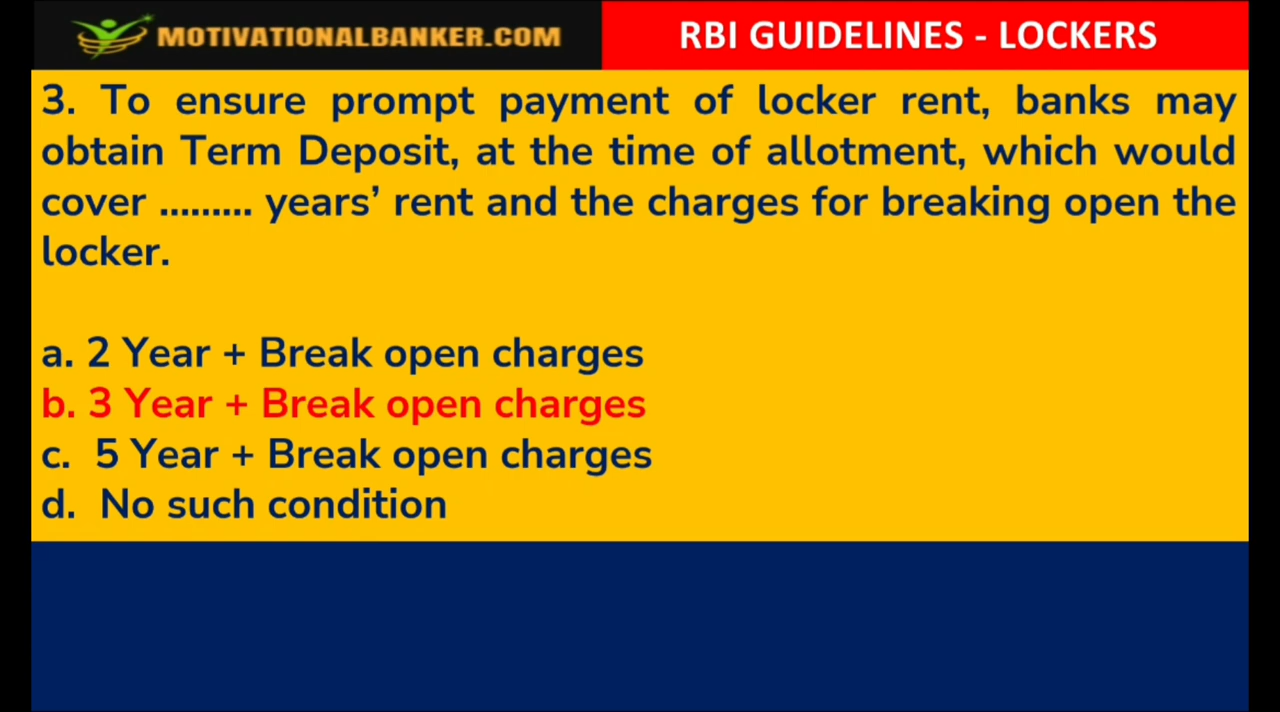 MOTIVATIONALBANKER.COM
RBI GUIDELINES - LOCKERS
3. To ensure prompt payment of locker rent, banks may
obtain Term Deposit, at the time of allotment, which would
cover ......... years’ rent and the charges for breaking open the
locker.
a. 2 Year + Break open charges
b. 3 Year + Break open charges
c. 5 Year + Break open charges
d. No such condition